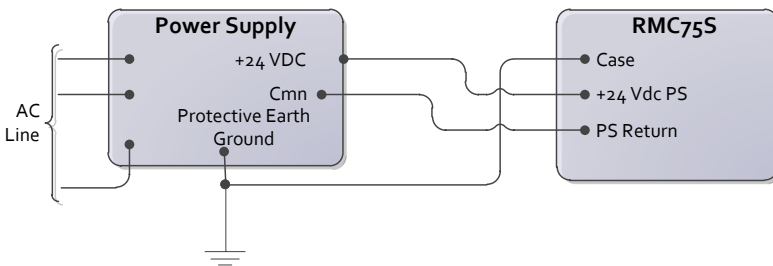 Power Supply
+24 VDC
Cmn
Protective Earth
Ground
AC
Line
RMC75S
Case
+24 Vdc PS
PS Return